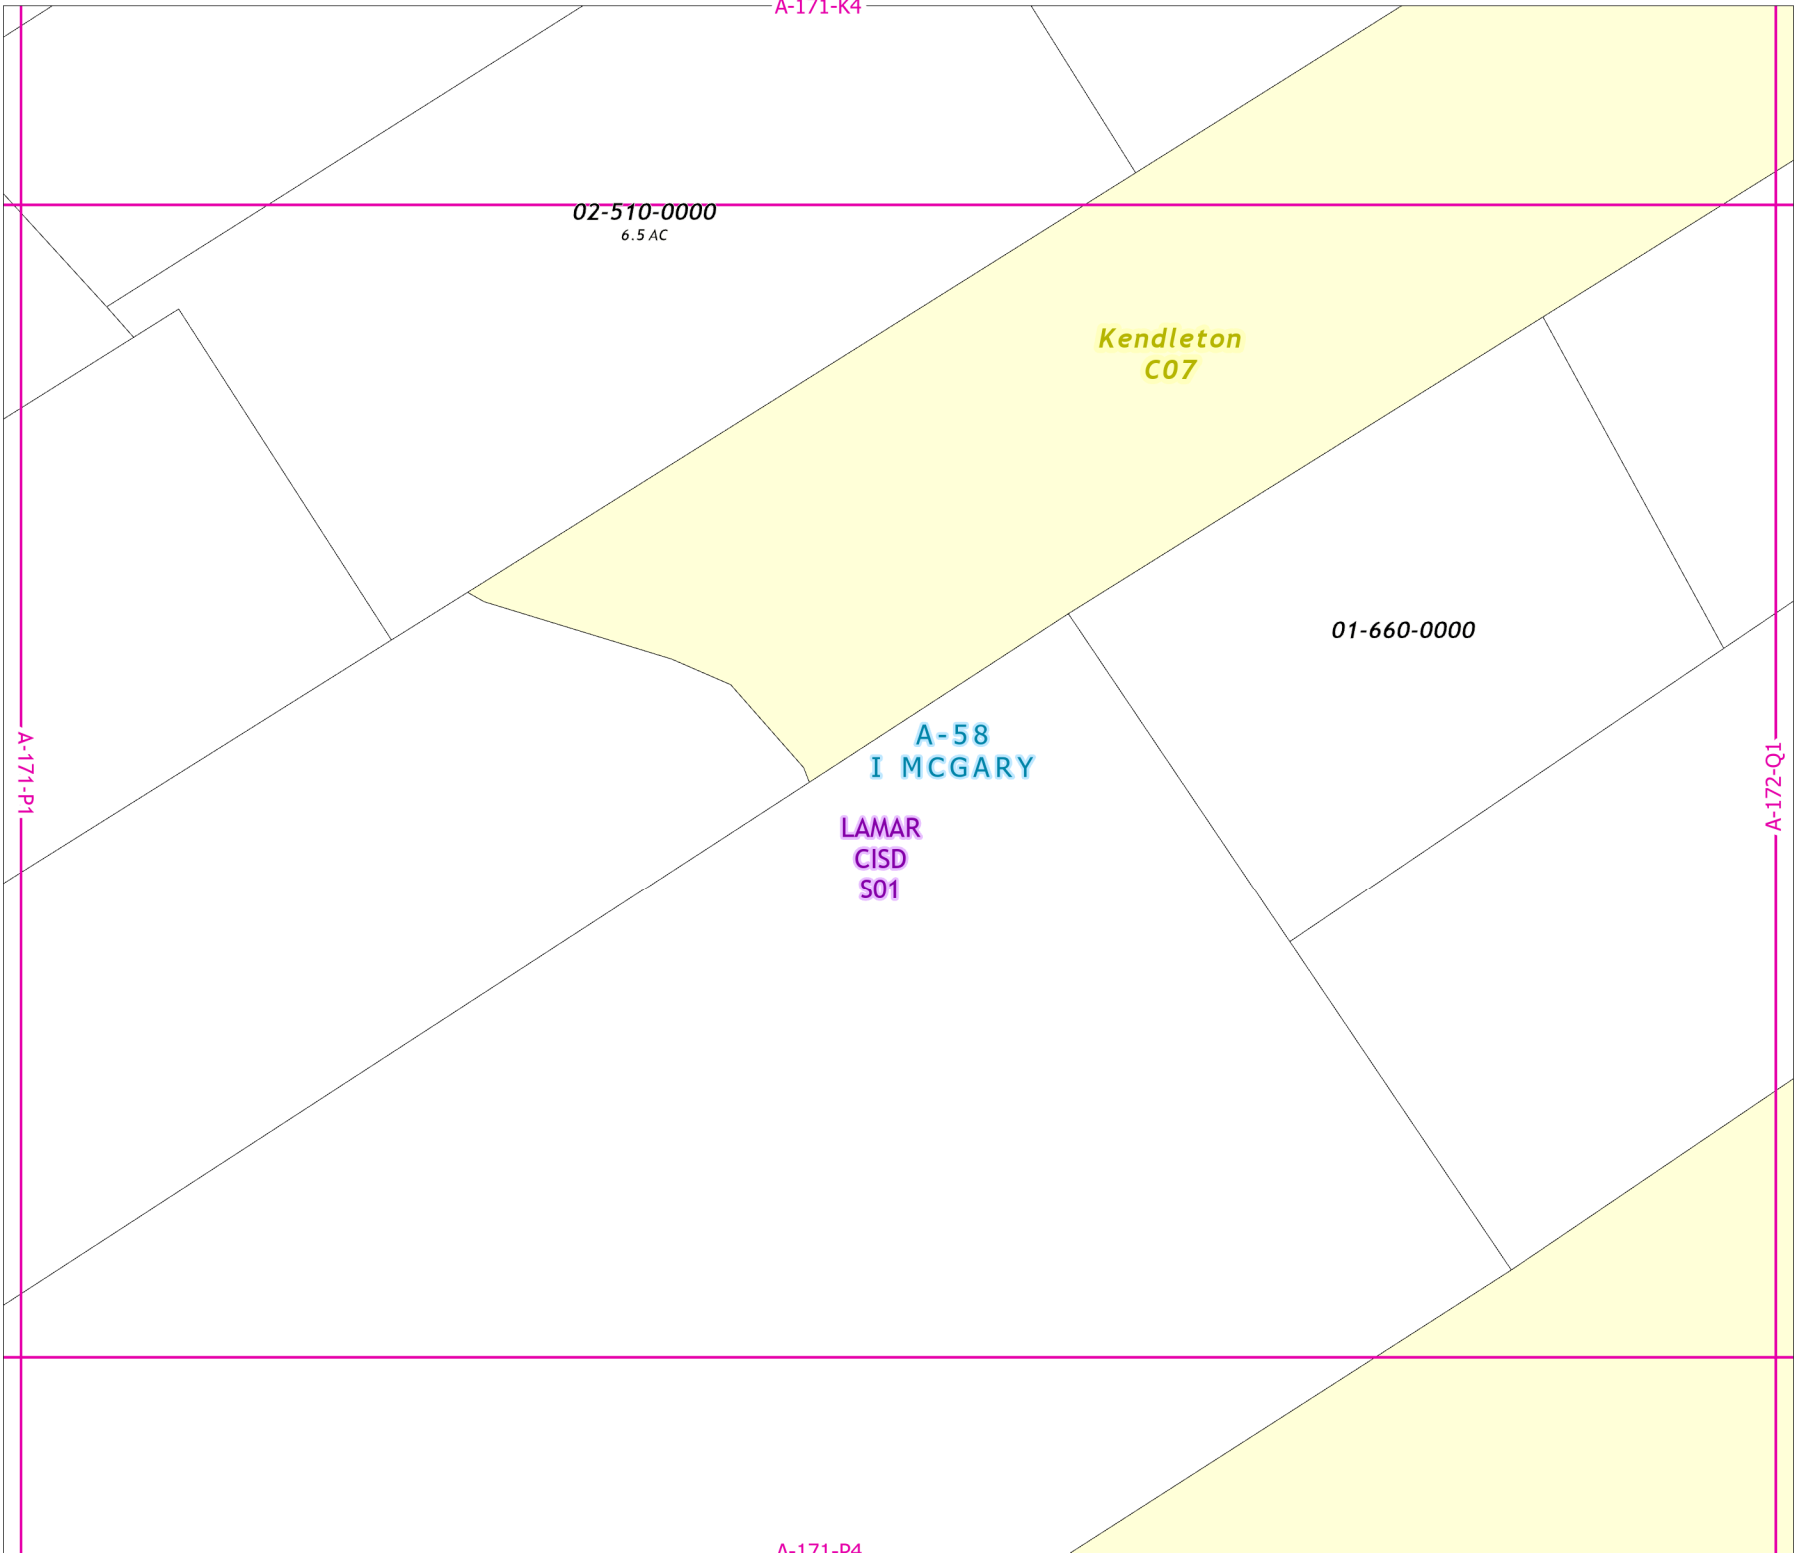 A-171-K4
02-510-0000
6.5 AC
Kendleton
C07
01-660-0000
A-58
I MCGARY
LAMAR
CISD
S01
A-171-P1
A-172-Q1
A-171-P4